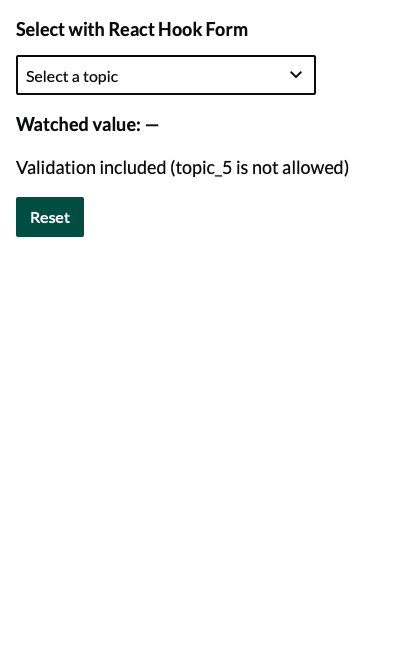 Select with React Hook Form
Select a topic
Watched value: —
Validation included (topic_5 is not allowed)
Reset